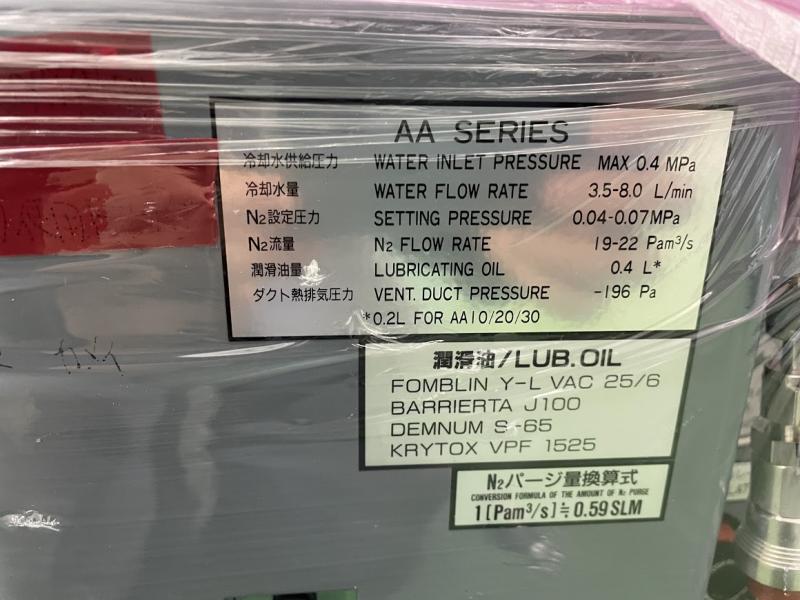 AA SERIES
冷却水供給圧力 WATER INLET PRESSURE MAX 0.4 MPa
冷却水量 WATER FLOW RATE 3.5-8.0 L/min
N₂設定圧力 SETTING PRESSURE 0.04-0.07MPa
N₂流量 N₂ FLOW RATE 19-22 Pam³/s
潤滑油量 LUBRICATING OIL 0.4 L*
ダクト熱排気圧力 VENT. DUCT PRESSURE -196 Pa
*0.2L FOR AA10/20/30
潤滑油/LUB.OIL
FOMBLIN Y-L VAC 25/6
BARRIERTA J100
DEMNUM S-65
KRYTOX VPF 1525
N₂パージ量換算式
CONVERSION FORMULA OF THE AMOUNT OF N₂ PURGE
1[Pam³/s]≒0.59SLM